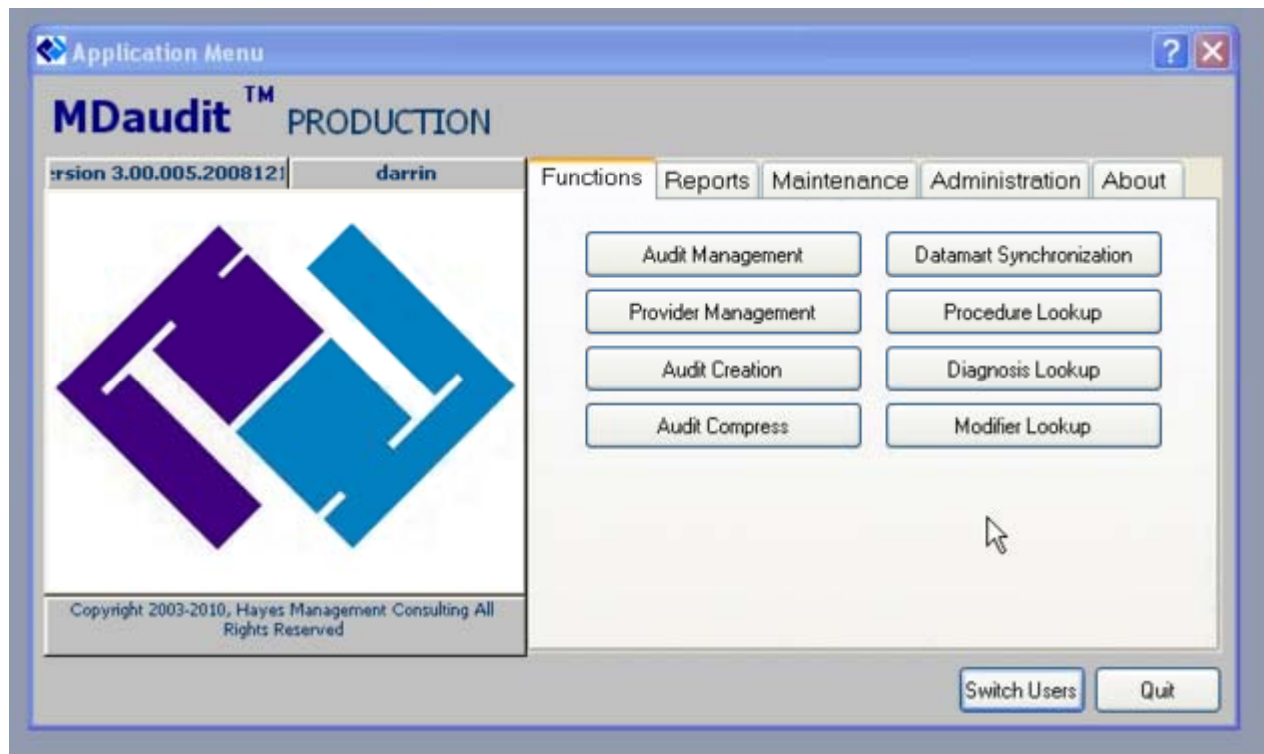 Application Menu
MDaudit TM PRODUCTION
rsion 3.00.005.2008121
darrin
Functions Reports Maintenance Administration About
Audit Management Datamart Synchronization
Provider Management Procedure Lookup
Audit Creation Diagnosis Lookup
Audit Compress Modifier Lookup
Copyright 2003-2010, Hayes Management Consulting All
Rights Reserved
Switch Users Quit